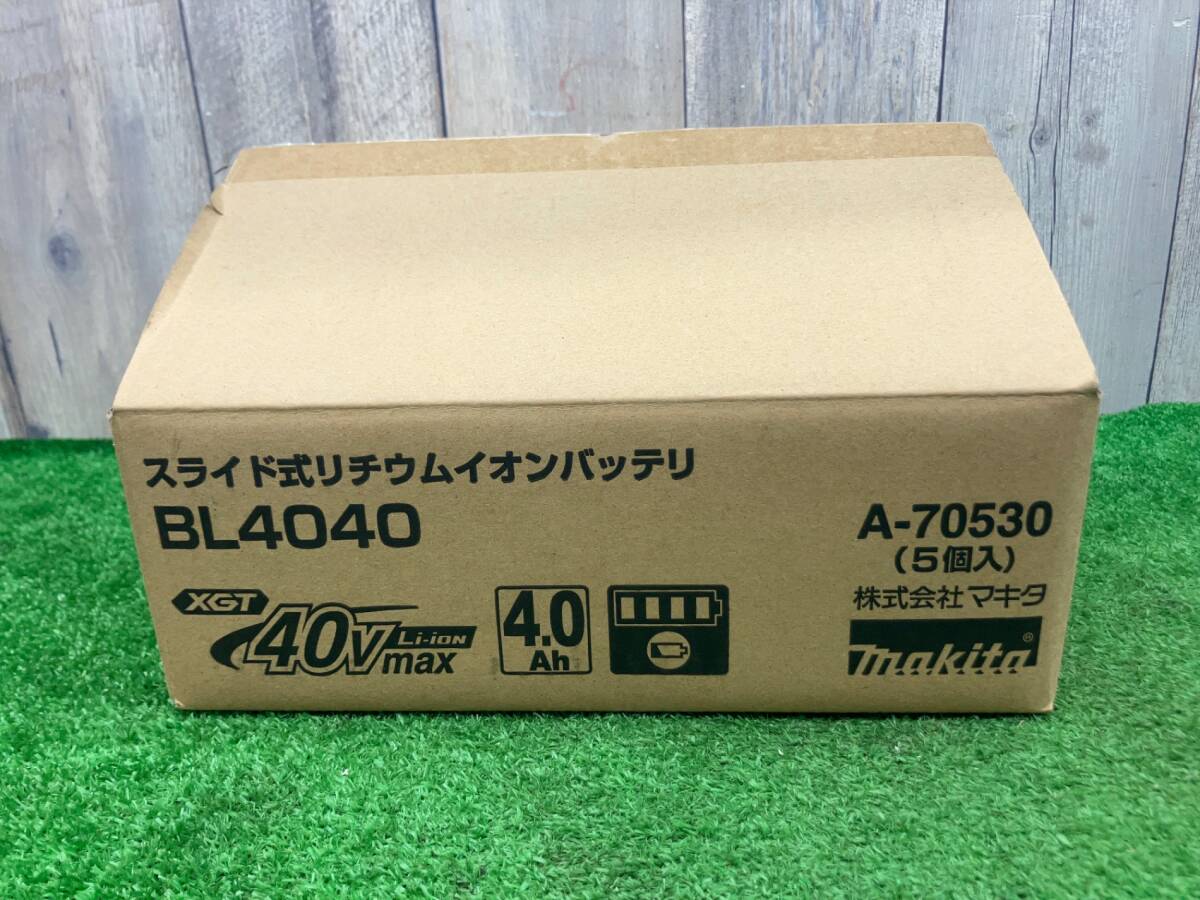 スライド式リチウムイオンバッテリ
BL4040
XGT
40Vmax Li-ion
4.0
Ah
A-70530
(5個入)
株式会社マキタ
makita®